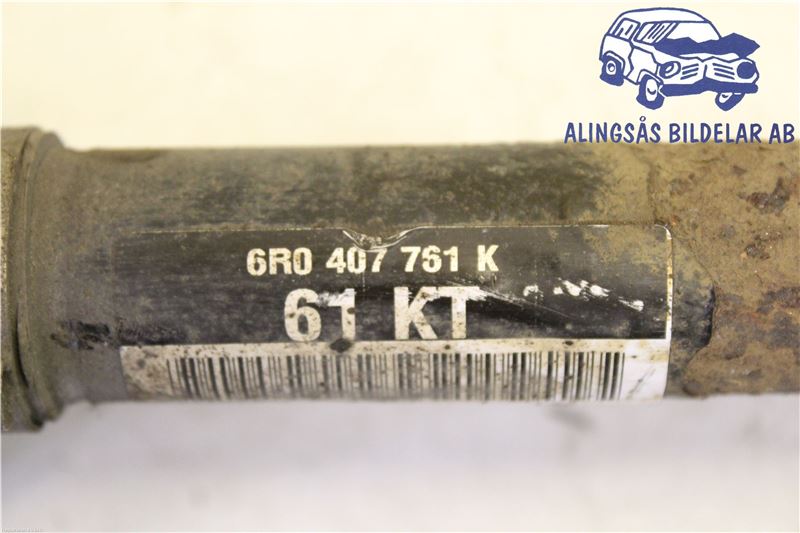 ALINGSÅS BILDELAR AB
6R0 407 761 K
61 KT